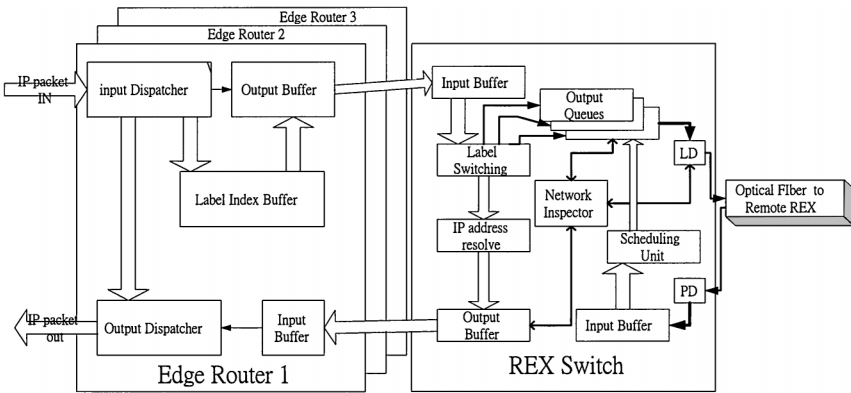 Edge Router 3
Edge Router 2
IP packet
IN
input Dispatcher
Output Buffer
Label Index Buffer
IP packet
out
Output Dispatcher
Input
Buffer
Edge Router 1
Input Buffer
Output
Queues
Label
Switching
LD
Network
Inspector
Optical FIber to
Remote REX
IP address
resolve
Scheduling
Unit
PD
Output
Buffer
Input Buffer
REX Switch